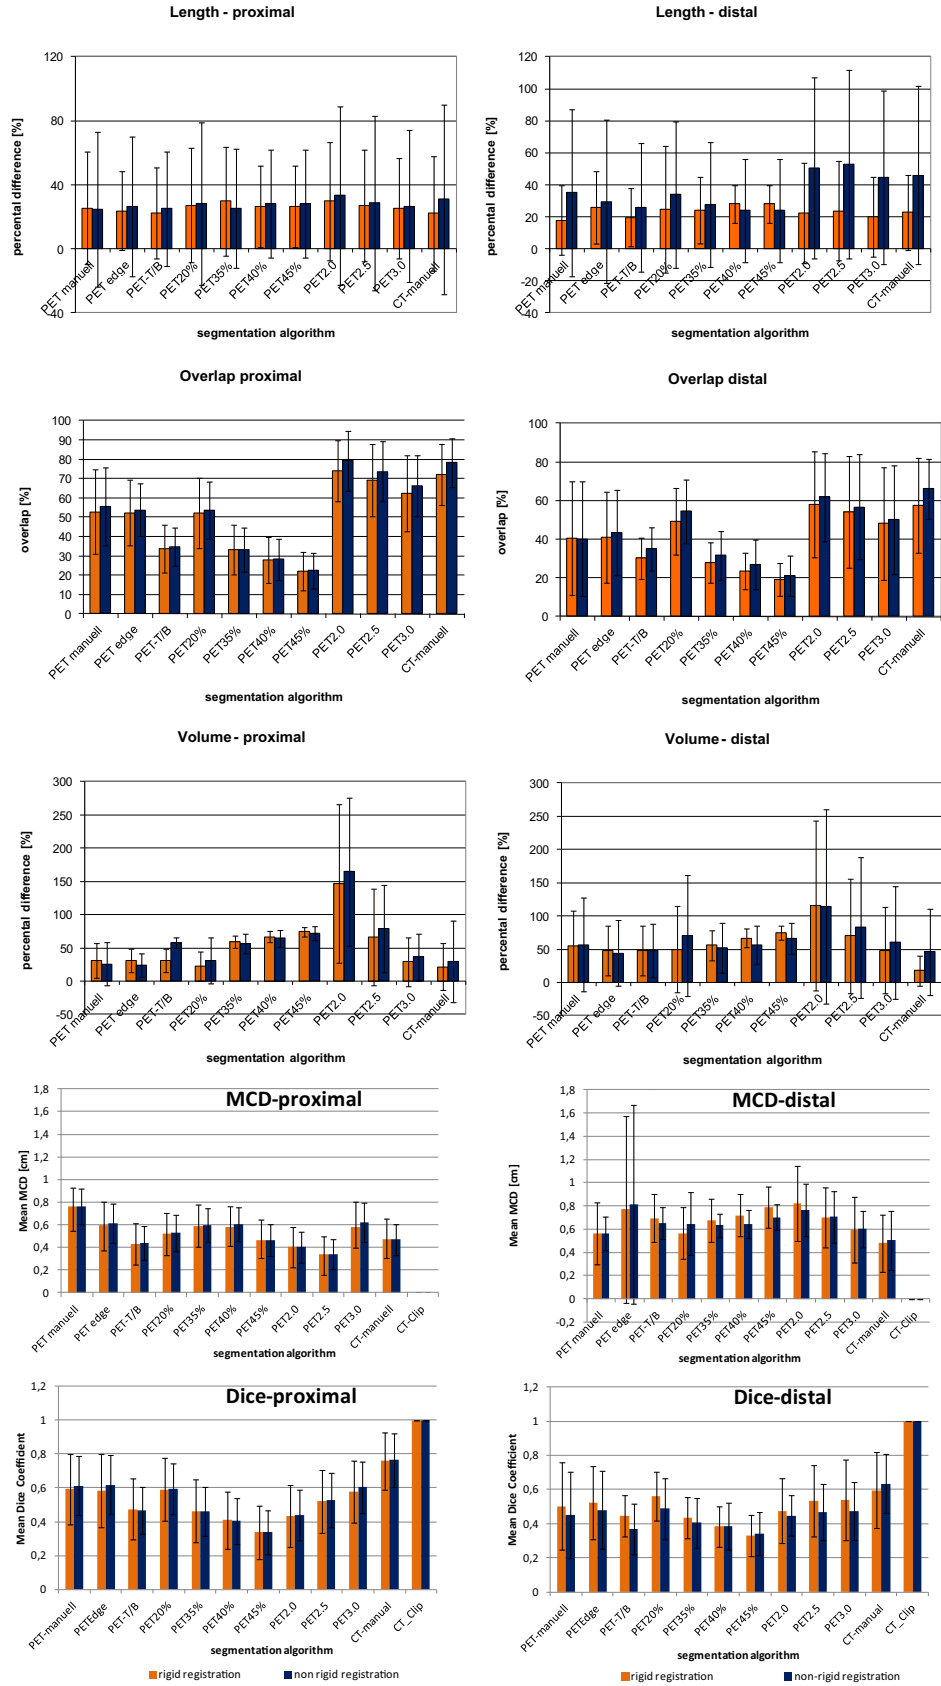 Length - proximal
percental difference [%]
120
80
40
0
-40
PET manuell
PET edge
PET-T/B
PET20%
PET35%
PET40%
PET45%
PET2.0
PET2.5
PET3.0
CT-manuell
segmentation algorithm
Length - distal
percental difference [%]
120
100
80
60
40
20
0
-20
-40
PET manuell
PET edge
PET-T/B
PET20%
PET35%
PET40%
PET45%
PET2.0
PET2.5
PET3.0
CT-manuell
segmentation algorithm
Overlap proximal
overlap [%]
100
90
80
70
60
50
40
30
20
10
0
PET manuell
PET edge
PET-T/B
PET20%
PET35%
PET40%
PET45%
PET2.0
PET2.5
PET3.0
CT-manuell
segmentation algorithm
Overlap distal
overlap [%]
100
80
60
40
20
0
PET manuell
PET edge
PET-T/B
PET20%
PET35%
PET40%
PET45%
PET2.0
PET2.5
PET3.0
CT-manuell
segmentation algorithm
Volume - proximal
percental difference [%]
300
250
200
150
100
50
0
-50
PET manuell
PET edge
PET-T/B
PET20%
PET35%
PET40%
PET45%
PET2.0
PET2.5
PET3.0
CT-manuell
segmentation algorithm
Volume - distal
percental difference [%]
300
250
200
150
100
50
0
-50
PET manuell
PET edge
PET-T/B
PET20%
PET35%
PET40%
PET45%
PET2.0
PET2.5
PET3.0
CT-manuell
segmentation algorithm
MCD-proximal
Mean MCD [cm]
1,8
1,6
1,4
1,2
1
0,8
0,6
0,4
0,2
0
PET manuell
PET edge
PET-T/B
PET20%
PET35%
PET40%
PET45%
PET2.0
PET2.5
PET3.0
CT-manuell
CT-Clip
segmentation algorithm
MCD-distal
Mean MCD [cm]
1,8
1,6
1,4
1,2
1
0,8
0,6
0,4
0,2
0
-0,2
PET manuell
PET edge
PET-T/B
PET20%
PET35%
PET40%
PET45%
PET2.0
PET2.5
PET3.0
CT-manuell
CT-Clip
segmentation algorithm
Dice-proximal
Mean Dice Coefficient
1,2
1
0,8
0,6
0,4
0,2
0
PET-manuell
PETEdge
PET-T/B
PET20%
PET35%
PET40%
PET45%
PET2.0
PET2.5
PET3.0
CT-manual
CT_Clip
segmentation algorithm
rigid registration
non rigid registration
Dice-distal
Mean Dice Coefficient
1,2
1
0,8
0,6
0,4
0,2
0
PET-manuell
PETEdge
PET-T/B
PET20%
PET35%
PET40%
PET45%
PET2.0
PET2.5
PET3.0
CT-manual
CT_Clip
segmentation algorithm
rigid registration
non-rigid registration